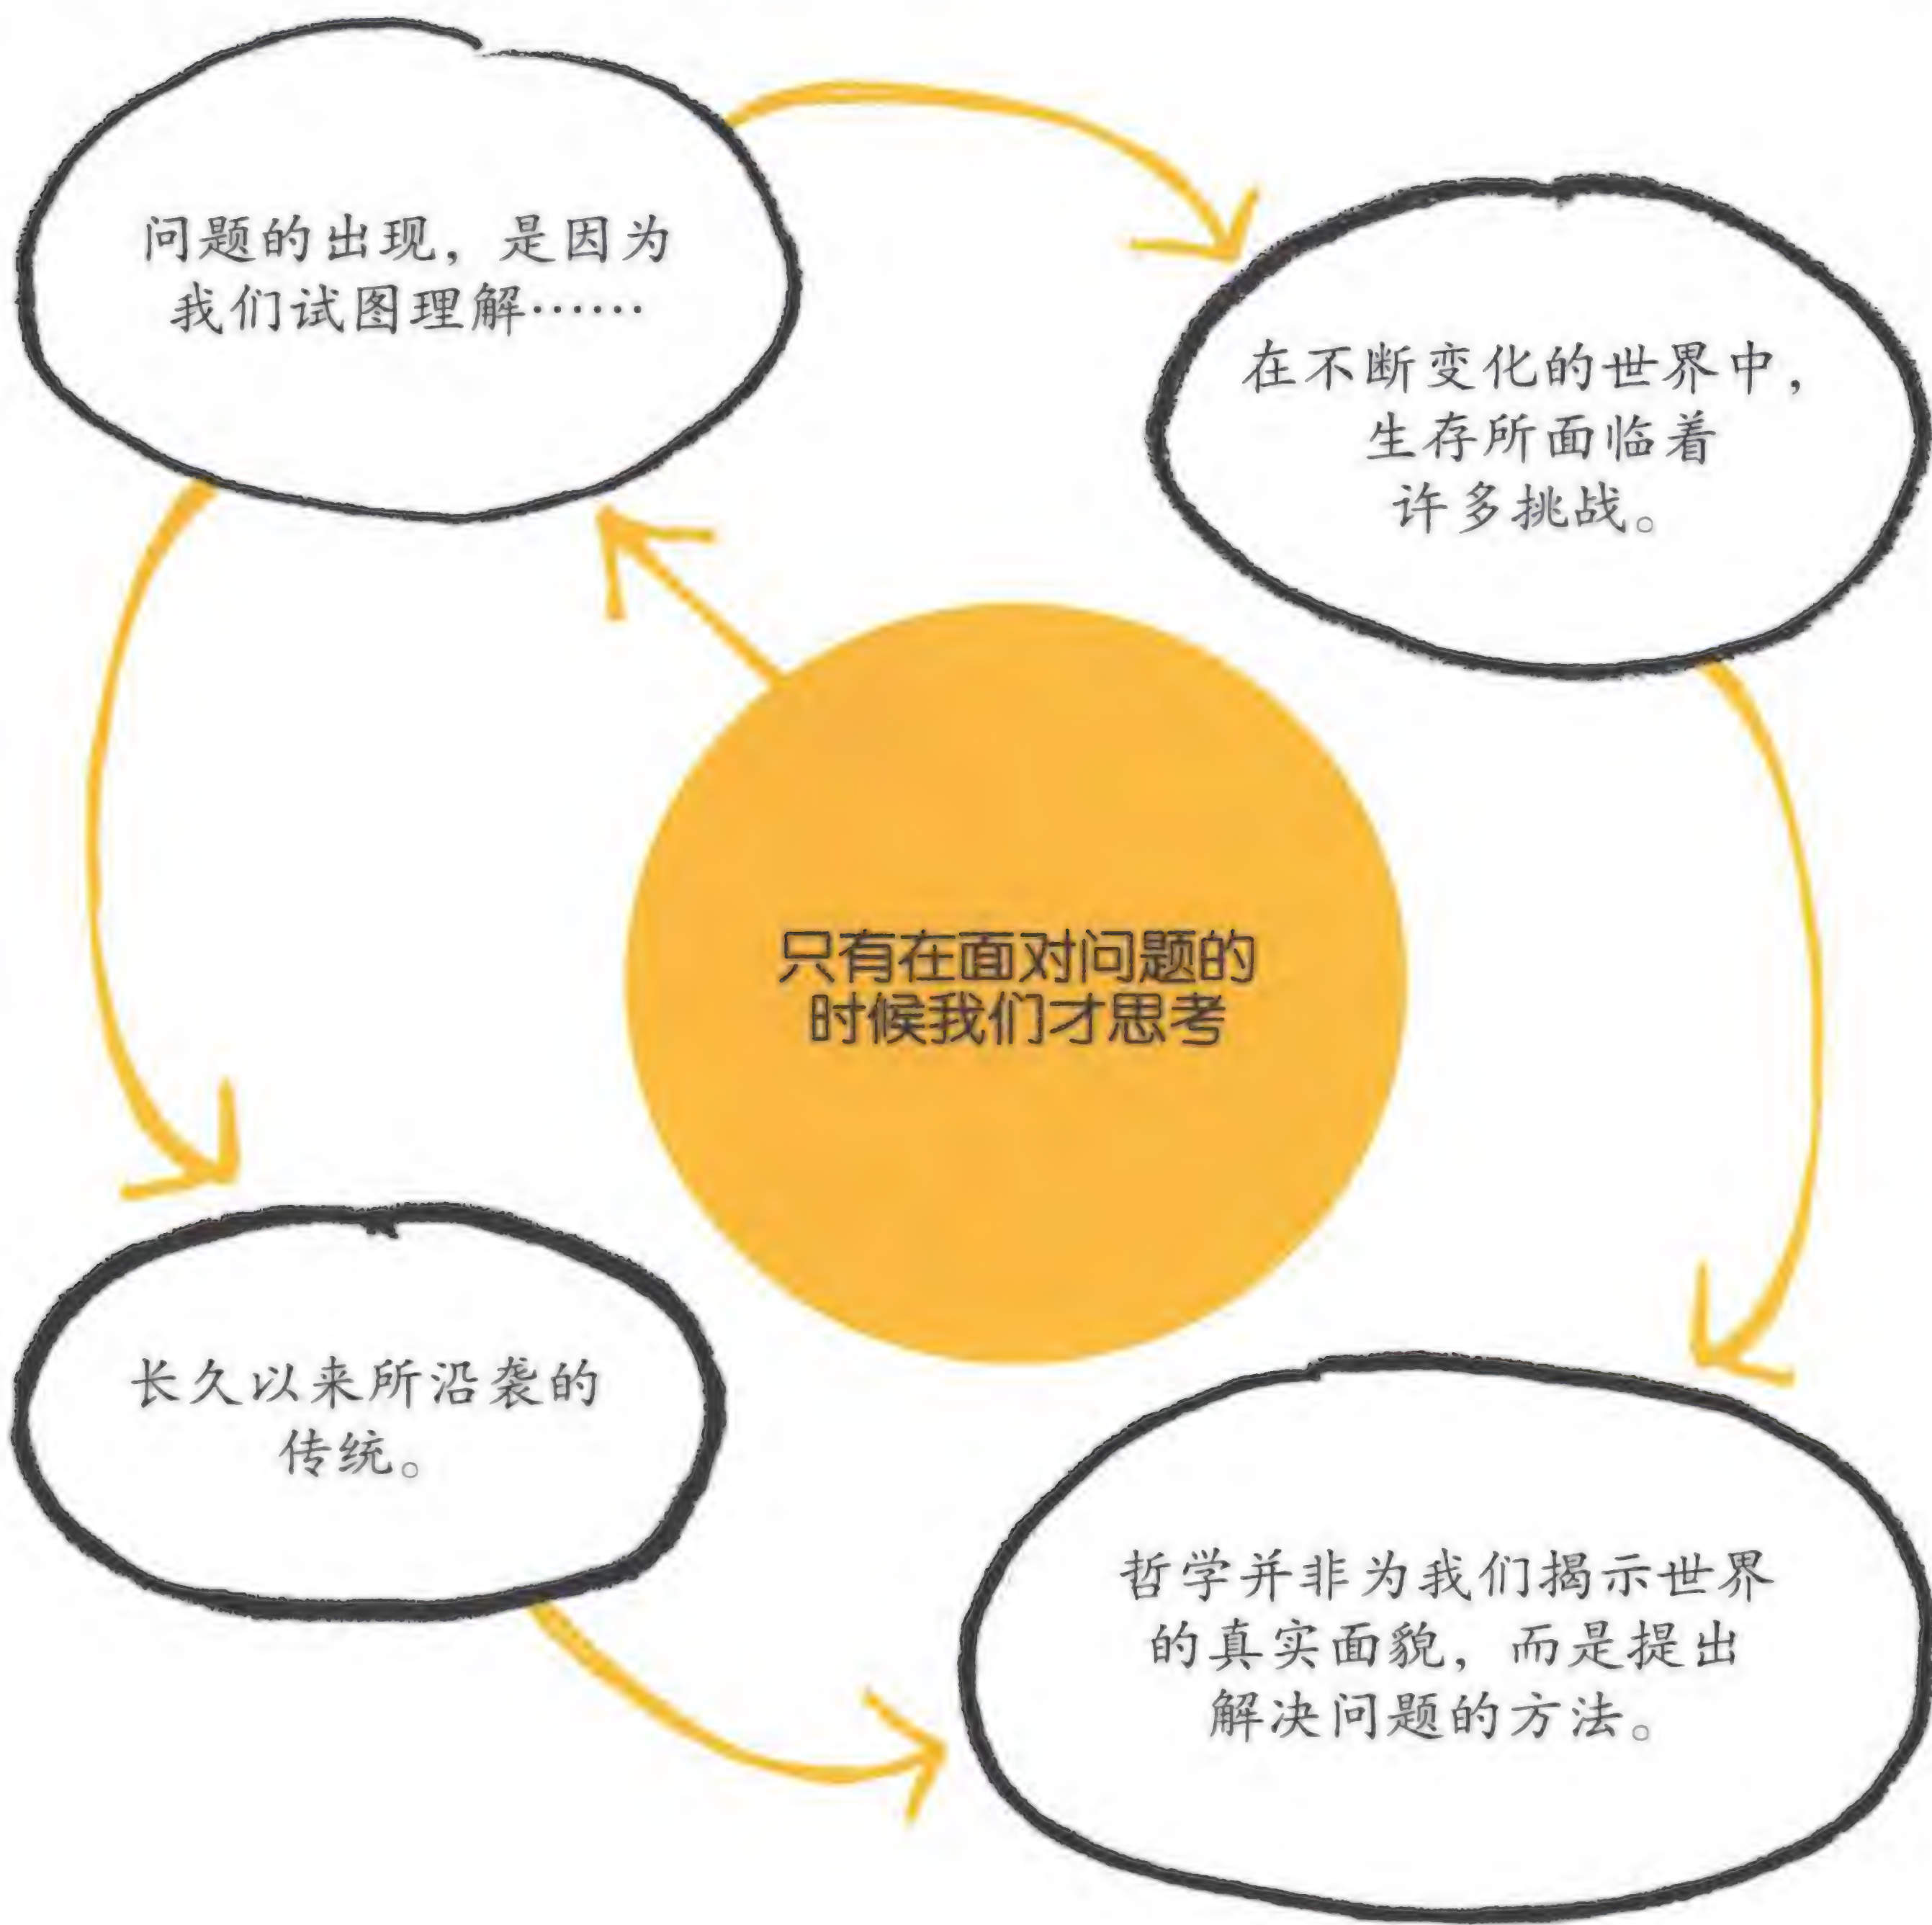 问题的出现，是因为
我们试图理解……
在不断变化的世界中，
生存所面临着
许多挑战。
只有在面对问题的
时候我们才思考
长久以来所沿袭的
传统。
哲学并非为我们揭示世界
的真实面貌，而是提出
解决问题的方法。